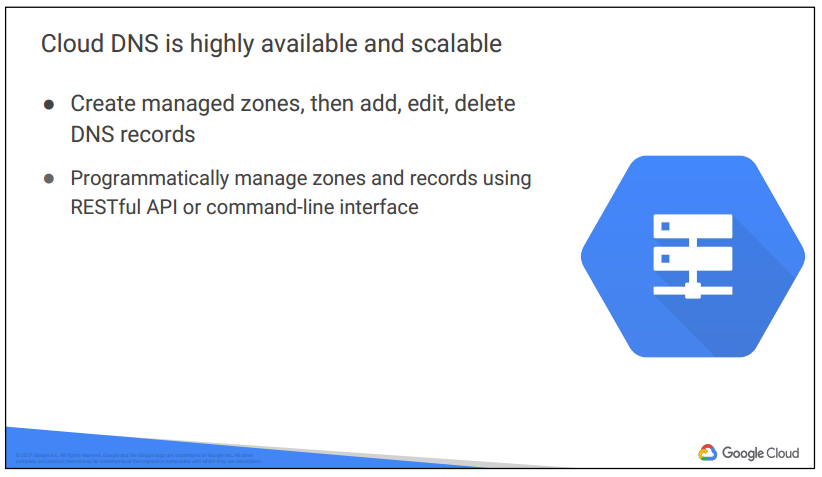 Cloud DNS is highly available and scalable
● Create managed zones, then add, edit, delete
DNS records
● Programmatically manage zones and records using
RESTful API or command-line interface
Google Cloud